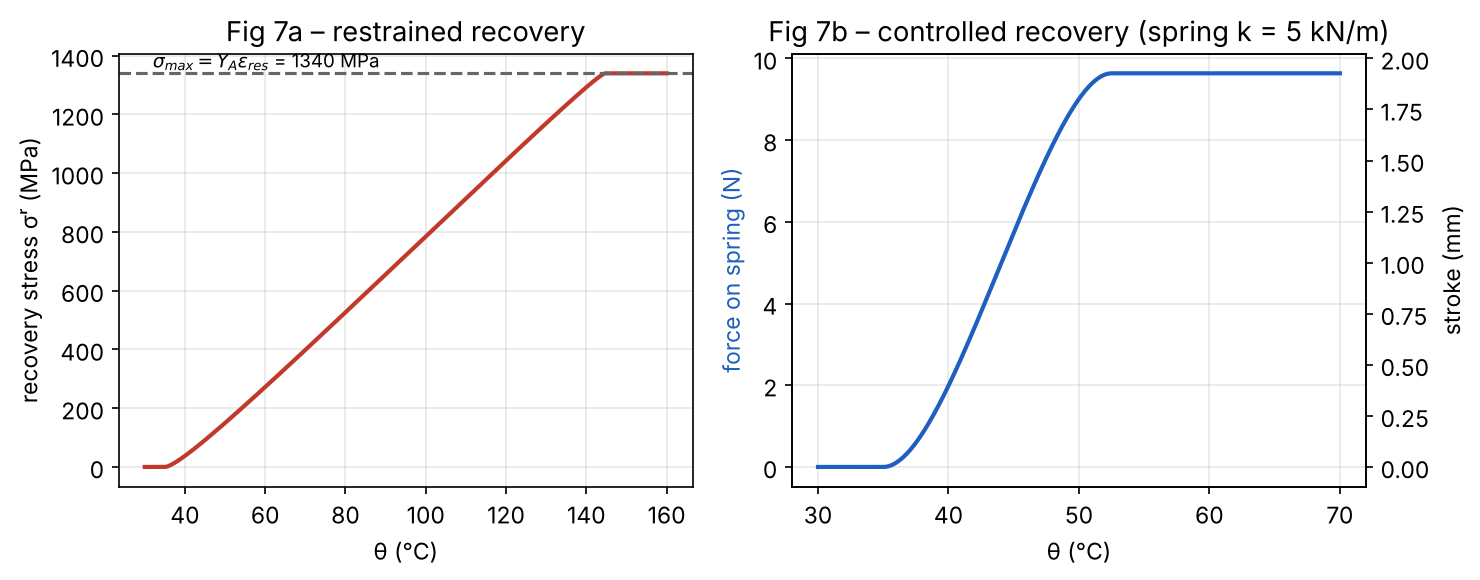 Fig 7a – restrained recovery
σmax = YAεres = 1340 MPa
recovery stress σʳ (MPa)
1400
1200
1000
800
600
400
200
0
40 60 80 100 120 140 160
θ (°C)
Fig 7b – controlled recovery (spring k = 5 kN/m)
force on spring (N)
10
8
6
4
2
0
30 40 50 60 70
θ (°C)
2.00
1.75
1.50
1.25
1.00
0.75
0.50
0.25
0.00
stroke (mm)